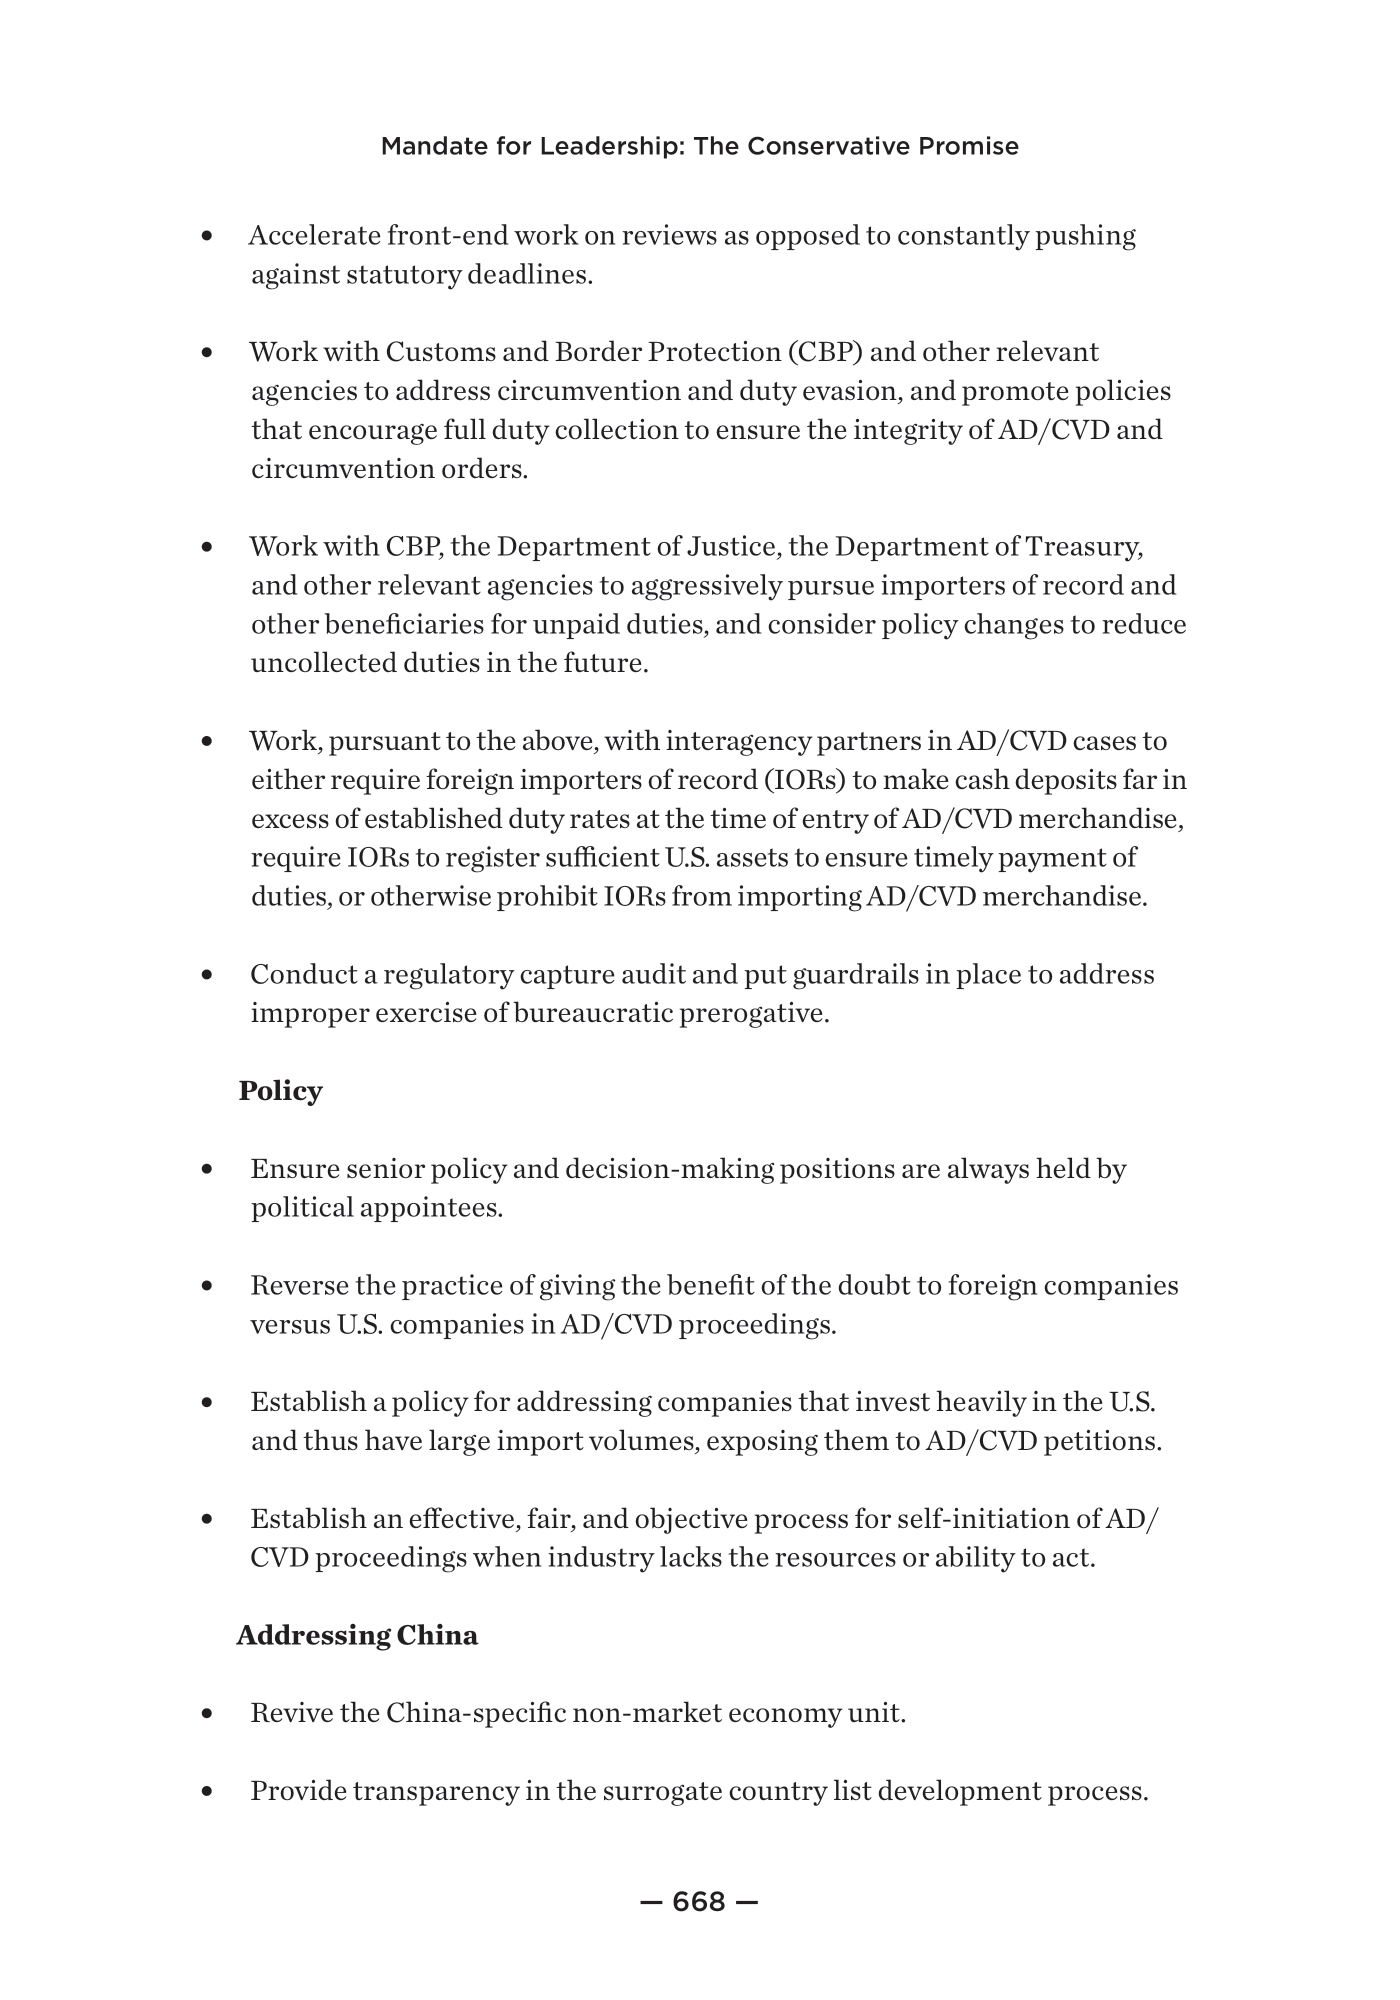 Mandate for Leadership: The Conservative Promise
• Accelerate front-end work on reviews as opposed to constantly pushing
against statutory deadlines.
• Work with Customs and Border Protection (CBP) and other relevant
agencies to address circumvention and duty evasion, and promote policies
that encourage full duty collection to ensure the integrity of AD/CVD and
circumvention orders.
• Work with CBP, the Department of Justice, the Department of Treasury,
and other relevant agencies to aggressively pursue importers of record and
other beneficiaries for unpaid duties, and consider policy changes to reduce
uncollected duties in the future.
• Work, pursuant to the above, with interagency partners in AD/CVD cases to
either require foreign importers of record (IORs) to make cash deposits far in
excess of established duty rates at the time of entry of AD/CVD merchandise,
require IORs to register sufficient U.S. assets to ensure timely payment of
duties, or otherwise prohibit IORs from importing AD/CVD merchandise.
• Conduct a regulatory capture audit and put guardrails in place to address
improper exercise of bureaucratic prerogative.
Policy
• Ensure senior policy and decision-making positions are always held by
political appointees.
• Reverse the practice of giving the benefit of the doubt to foreign companies
versus U.S. companies in AD/CVD proceedings.
• Establish a policy for addressing companies that invest heavily in the U.S.
and thus have large import volumes, exposing them to AD/CVD petitions.
• Establish an effective, fair, and objective process for self-initiation of AD/
CVD proceedings when industry lacks the resources or ability to act.
Addressing China
• Revive the China-specific non-market economy unit.
• Provide transparency in the surrogate country list development process.
— 668 —